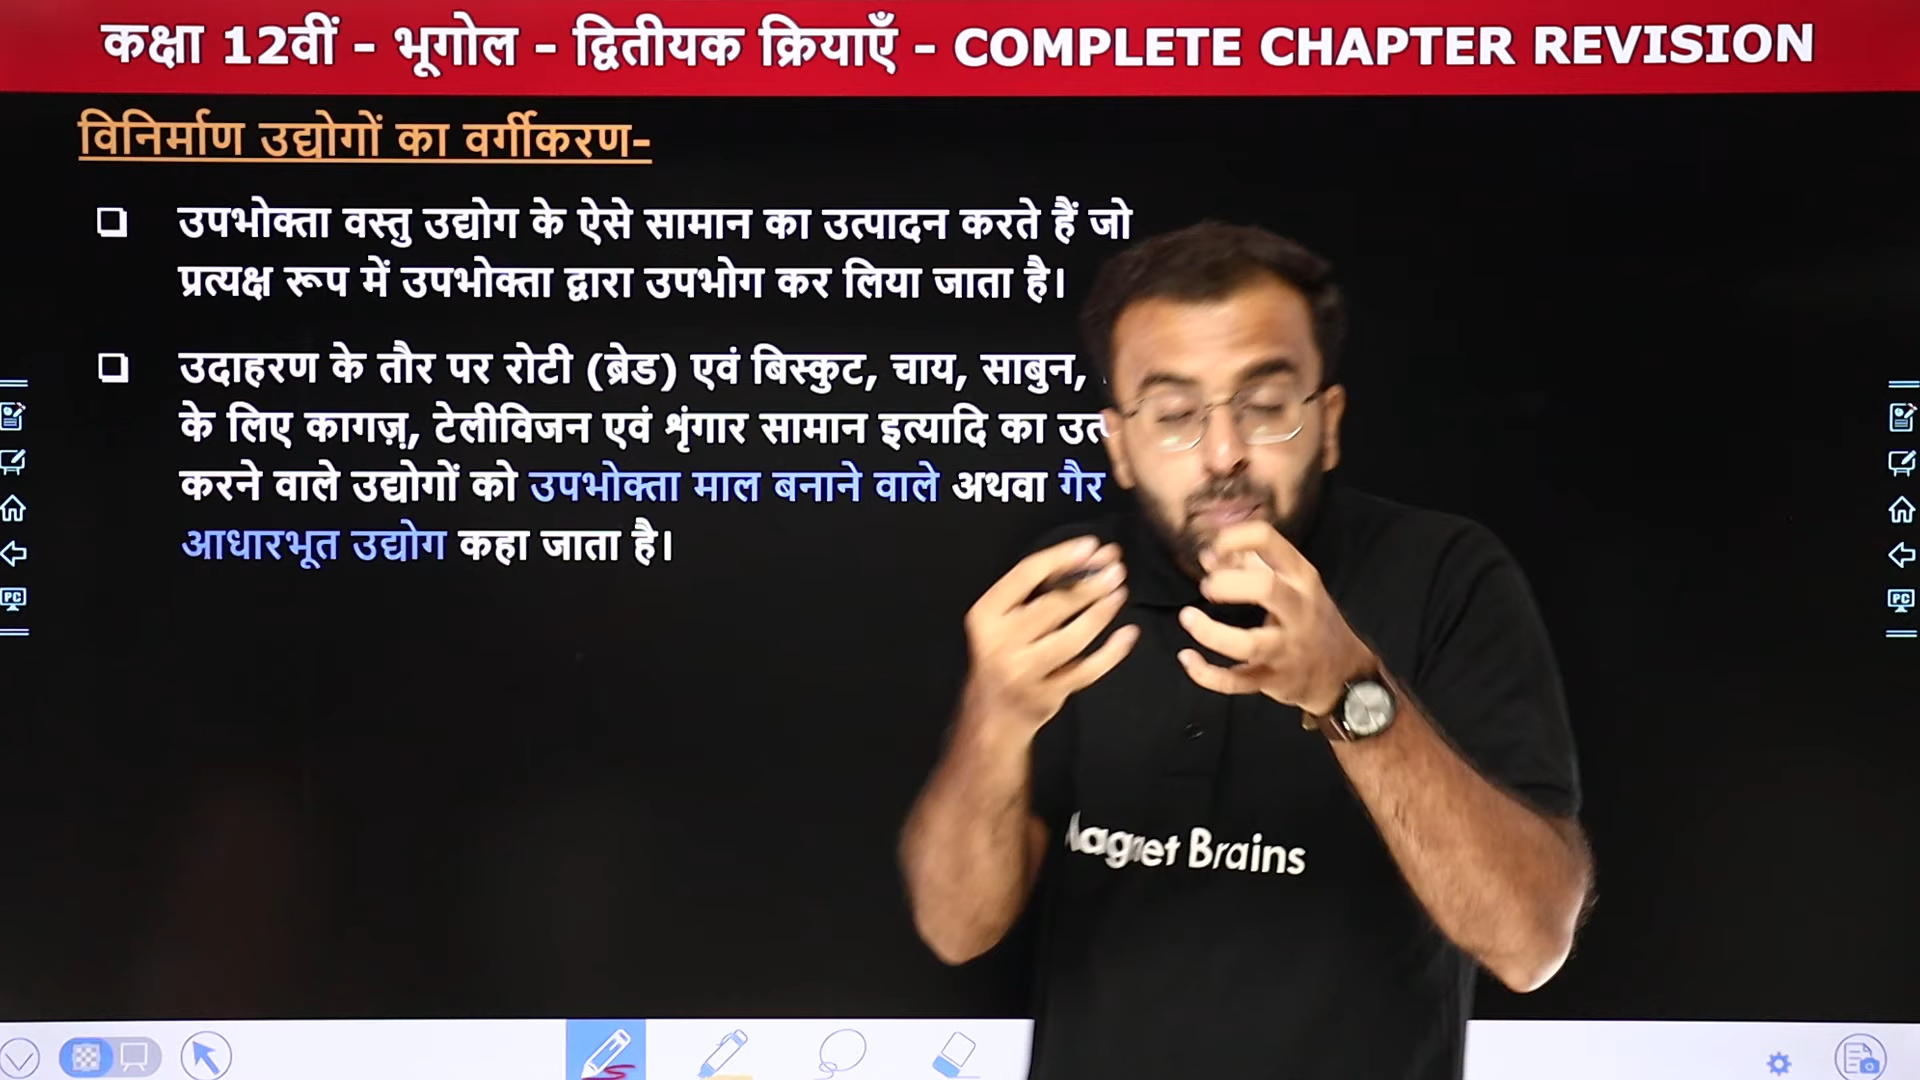 कक्षा 12वीं - भूगोल - द्वितीयक क्रियाएँ - COMPLETE CHAPTER REVISION
विनिर्माण उद्योगों का वर्गीकरण-
❑ उपभोक्ता वस्तु उद्योग के ऐसे सामान का उत्पादन करते हैं जो
प्रत्यक्ष रूप में उपभोक्ता द्वारा उपभोग कर लिया जाता है।
❑ उदाहरण के तौर पर रोटी (ब्रेड) एवं बिस्कुट, चाय, साबुन,
के लिए कागज़, टेलीविजन एवं शृंगार सामान इत्यादि का
करने वाले उद्योगों को उपभोक्ता माल बनाने वाले अथवा गैर
आधारभूत उद्योग कहा जाता है।
PC
PC
Brains